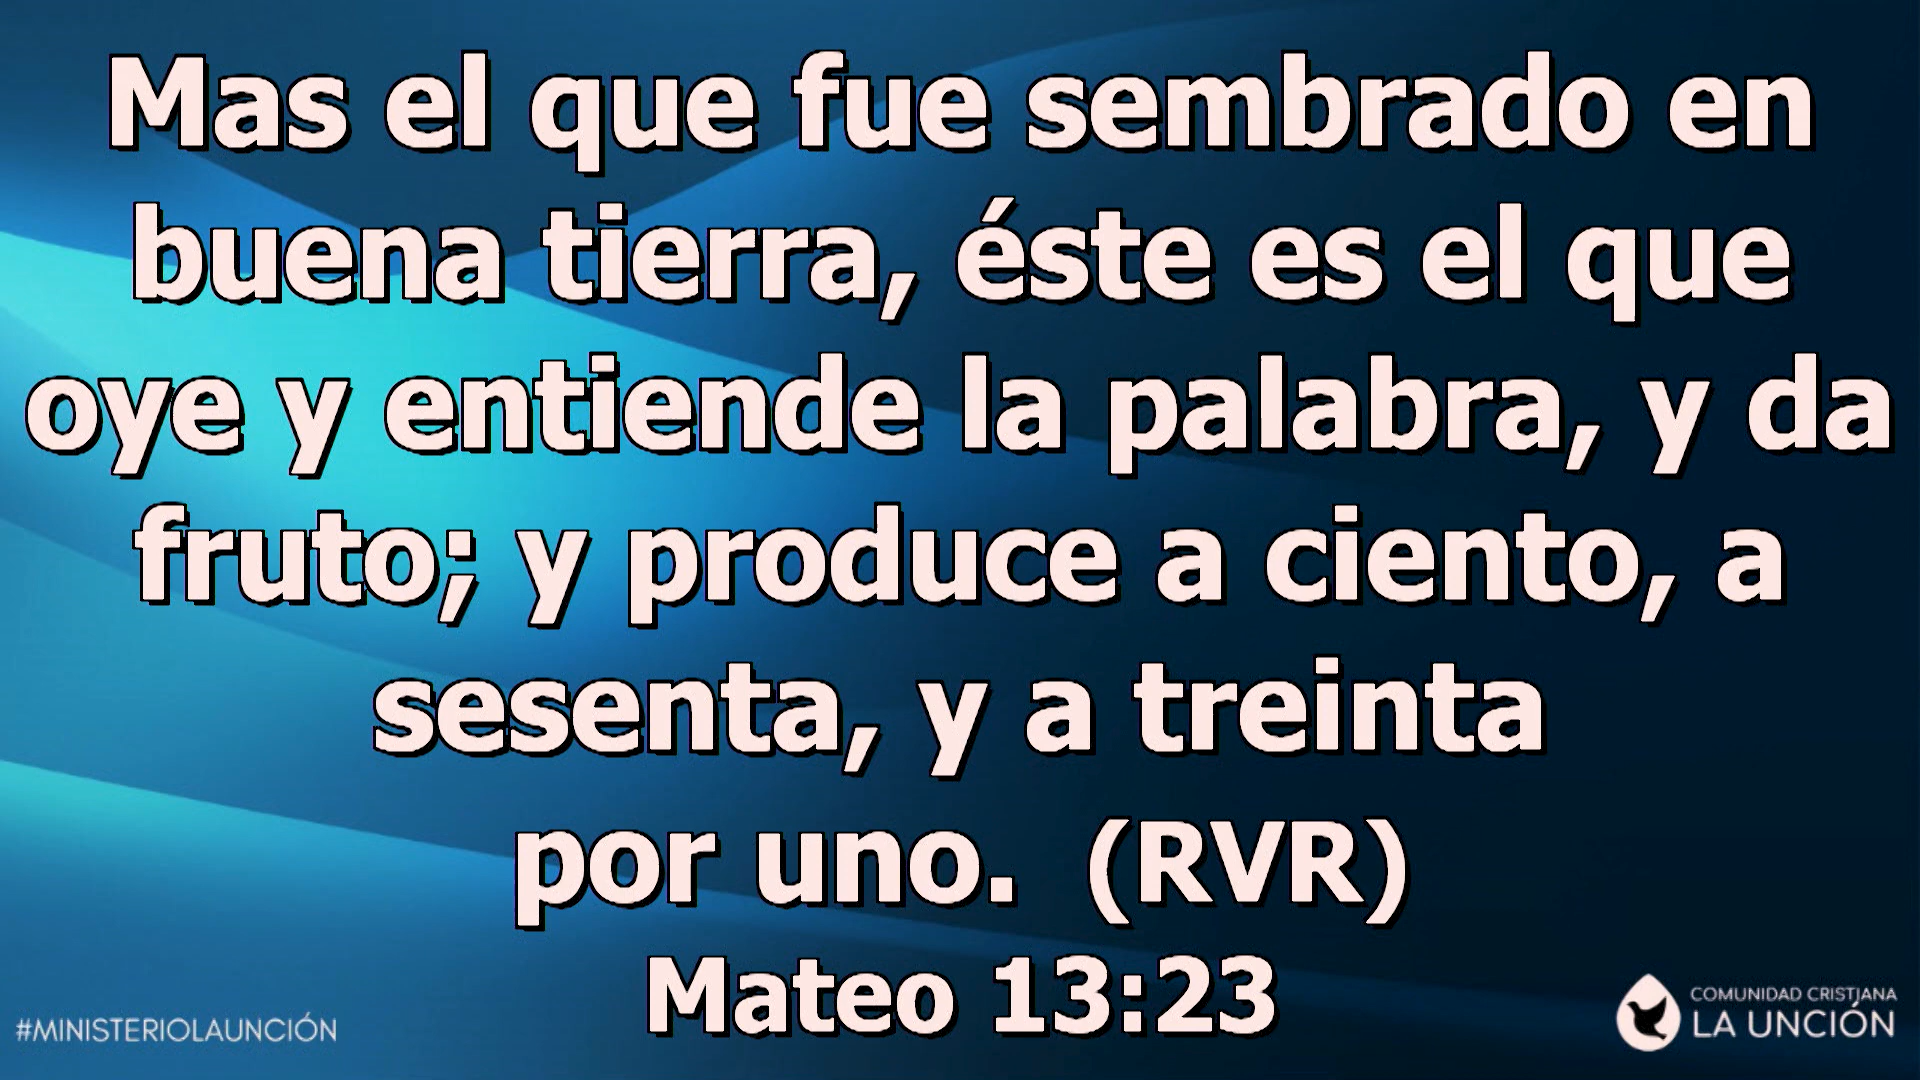 Mas el que fue sembrado en
buena tierra, éste es el que
oye y entiende la palabra, y da
fruto; y produce a ciento, a
sesenta, y a treinta
por uno.  (RVR)
Mateo 13:23
#MINISTERIOLAUNCIÓN
COMUNIDAD CRISTIANA
LA UNCIÓN